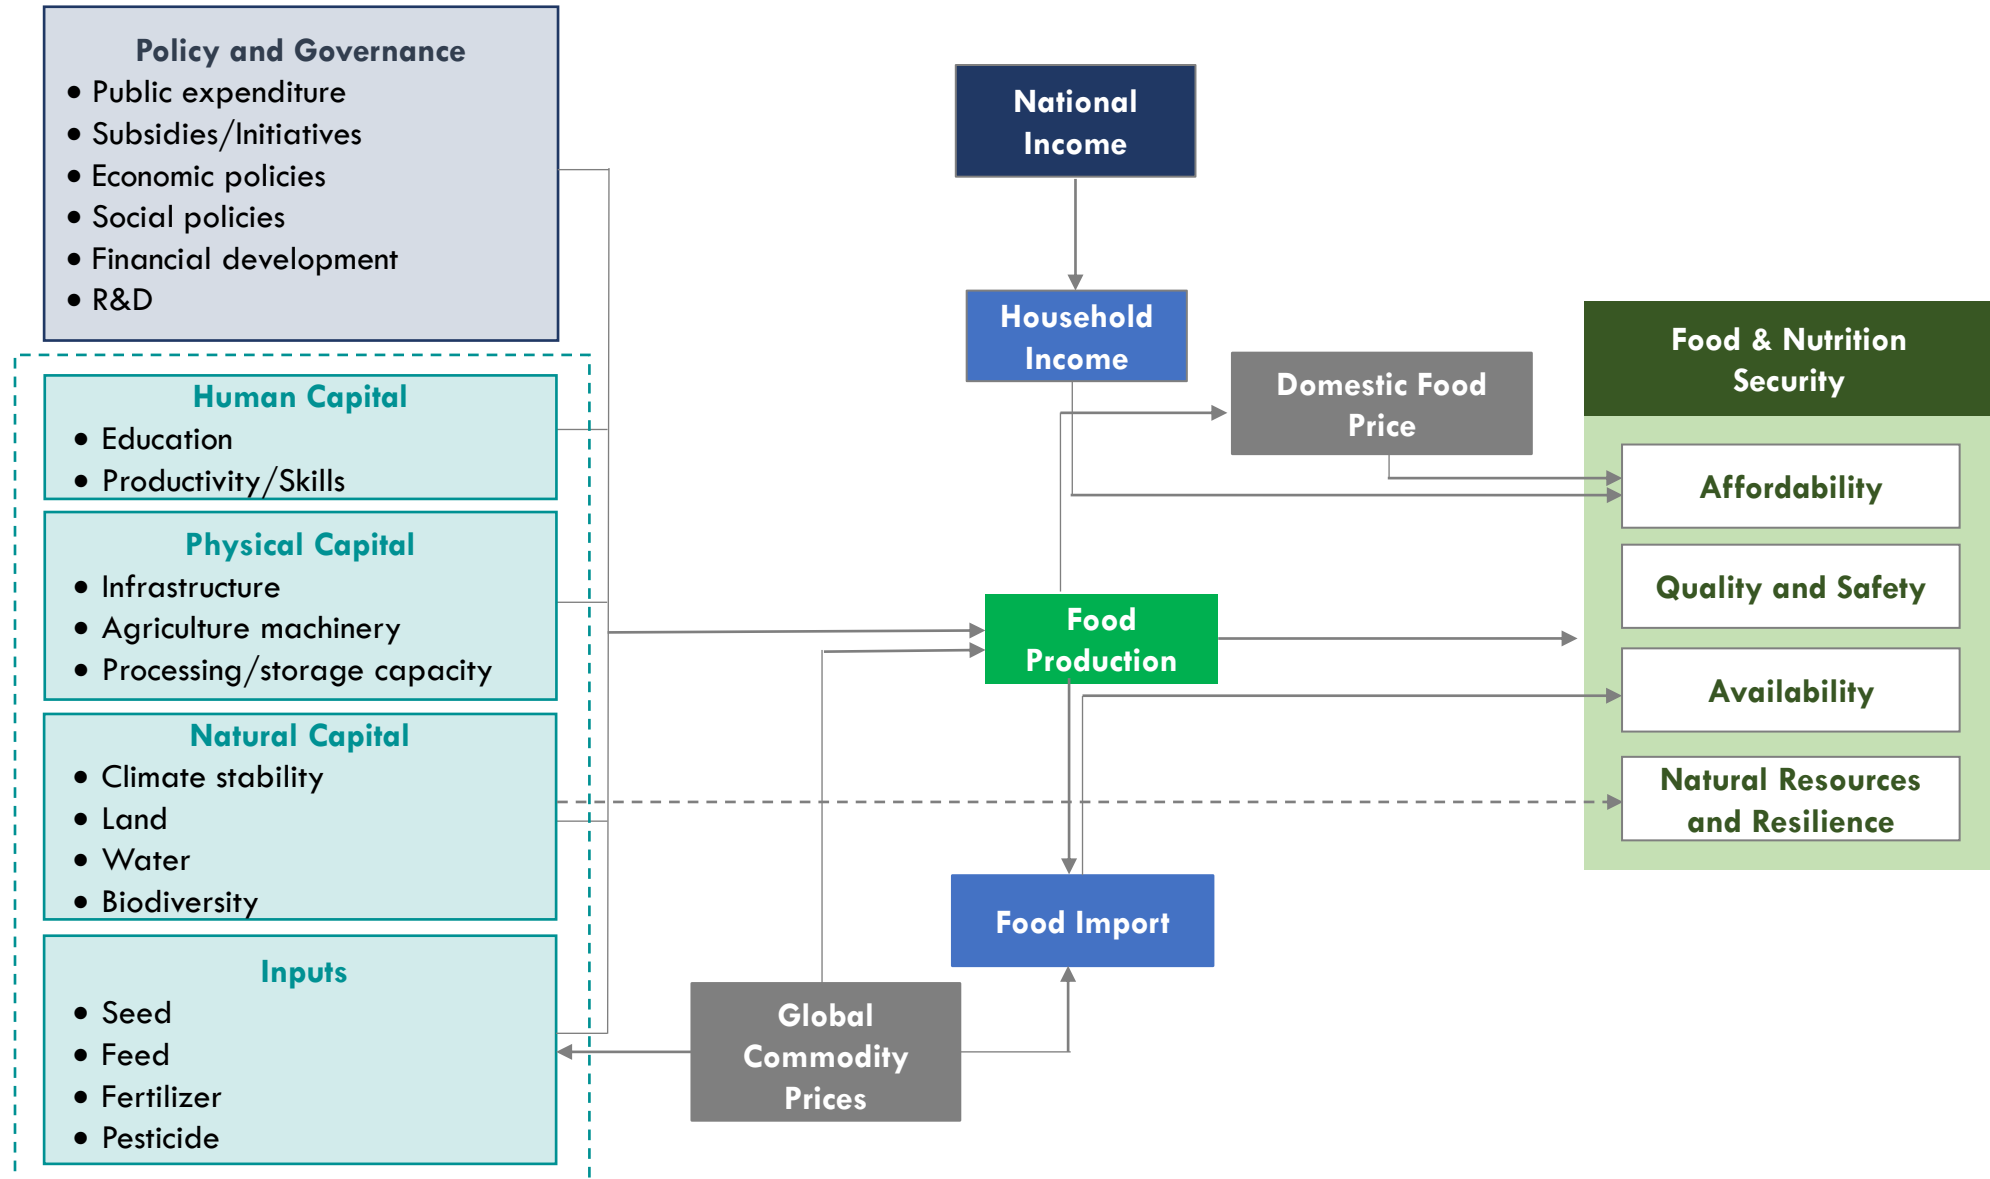 Policy and Governance
• Public expenditure
• Subsidies/Initiatives
• Economic policies
• Social policies
• Financial development
• R&D
Human Capital
• Education
• Productivity/Skills
Physical Capital
• Infrastructure
• Agriculture machinery
• Processing/storage capacity
Natural Capital
• Climate stability
• Land
• Water
• Biodiversity
Inputs
• Seed
• Feed
• Fertilizer
• Pesticide
National
Income
Household
Income
Domestic Food
Price
Food
Production
Food Import
Global
Commodity
Prices
Food & Nutrition
Security
Affordability
Quality and Safety
Availability
Natural Resources
and Resilience